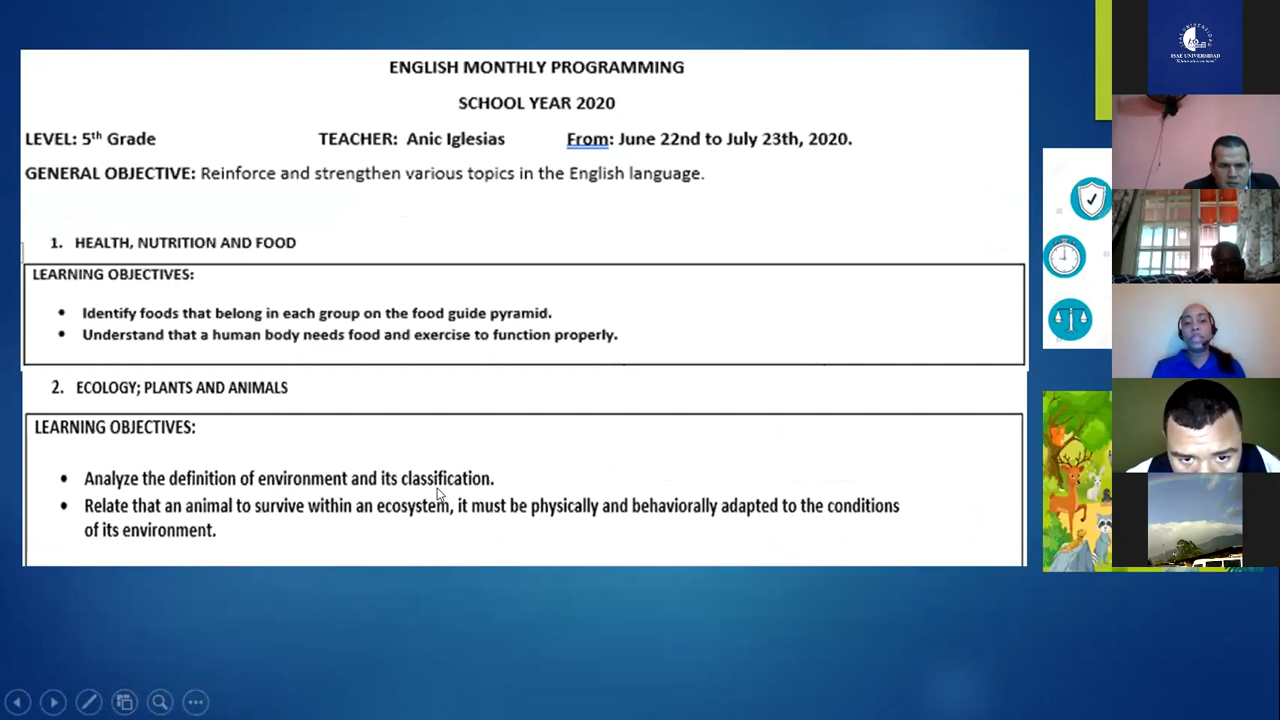 ENGLISH MONTHLY PROGRAMMING
SCHOOL YEAR 2020
LEVEL: 5th Grade TEACHER: Anic Iglesias From: June 22nd to July 23th, 2020.
GENERAL OBJECTIVE: Reinforce and strengthen various topics in the English language.
1. HEALTH, NUTRITION AND FOOD
LEARNING OBJECTIVES:
• Identify foods that belong in each group on the food guide pyramid.
• Understand that a human body needs food and exercise to function properly.
2. ECOLOGY; PLANTS AND ANIMALS
LEARNING OBJECTIVES:
• Analyze the definition of environment and its classification.
• Relate that an animal to survive within an ecosystem, it must be physically and behaviorally adapted to the conditions
of its environment.
ISAE UNIVERSIDAD